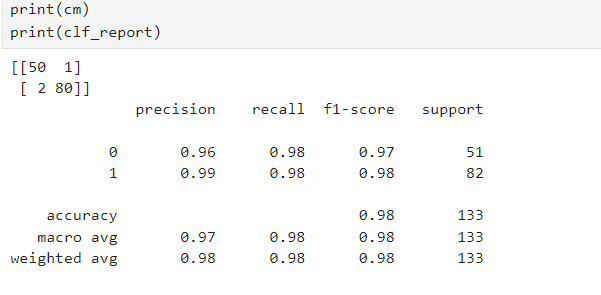 print(cm)
print(clf_report)
[[50  1]
 [ 2 80]]
              precision    recall  f1-score   support

           0       0.96      0.98      0.97        51
           1       0.99      0.98      0.98        82

    accuracy                           0.98       133
   macro avg       0.97      0.98      0.98       133
weighted avg       0.98      0.98      0.98       133